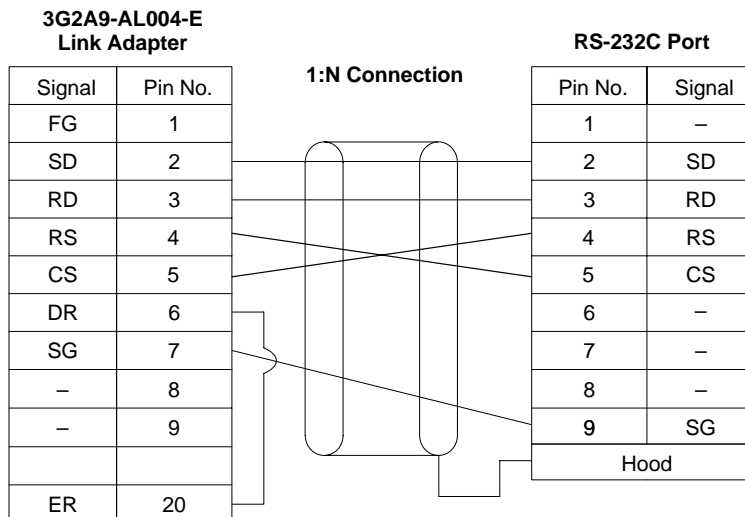 3G2A9-AL004-E
Link Adapter
RS-232C Port
1:N Connection
Signal Pin No.
FG 1
SD 2
RD 3
RS 4
CS 5
DR 6
SG 7
– 8
– 9
ER 20
Pin No. Signal
1 –
2 SD
3 RD
4 RS
5 CS
6 –
7 –
8 –
9 SG
Hood